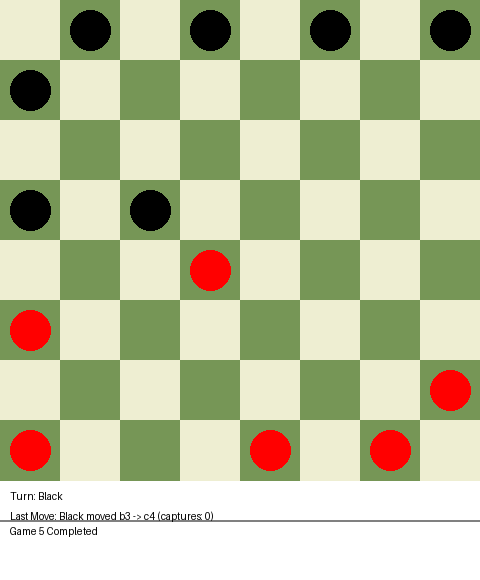 Turn: Black
Last Move: Black moved b3 -> c4 (captures: 0)
Game 5 Completed